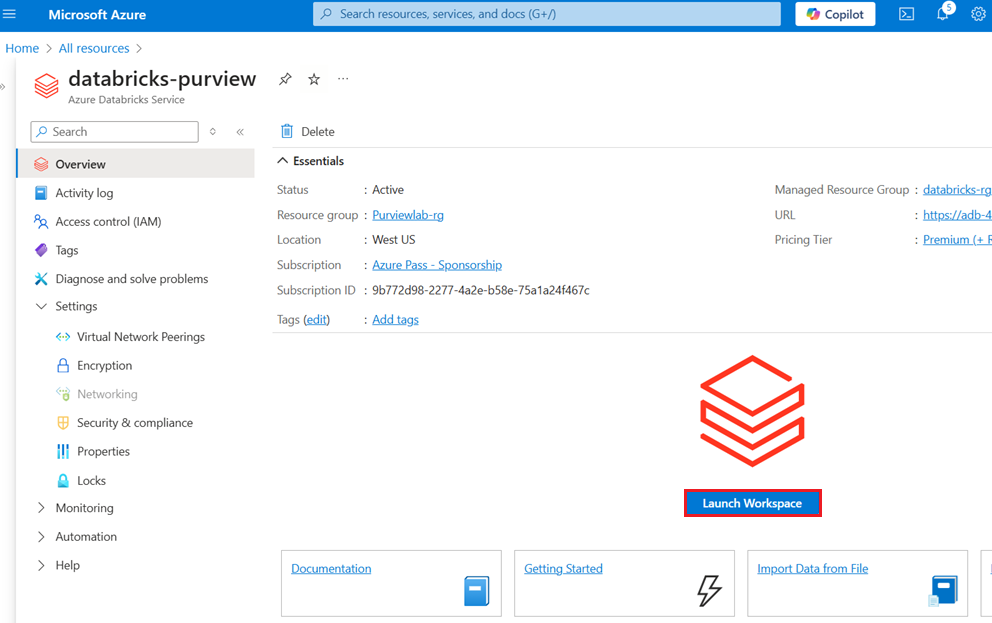 Microsoft Azure
Search resources, services, and docs (G+/)
Copilot
5
Home > All resources >
databricks-purview
Azure Databricks Service
Search
Delete
Overview
Activity log
Access control (IAM)
Tags
Diagnose and solve problems
Settings
Virtual Network Peerings
Encryption
Networking
Security & compliance
Properties
Locks
Monitoring
Automation
Help
Essentials
Status : Active
Resource group : Purviewlab-rg
Location : West US
Subscription : Azure Pass - Sponsorship
Subscription ID : 9b772d98-2277-4a2e-b58e-75a1a24f467c
Tags (edit) : Add tags
Managed Resource Group : databricks-rg
URL : https://adb-4
Pricing Tier : Premium (+ R
Launch Workspace
Documentation
Getting Started
Import Data from File